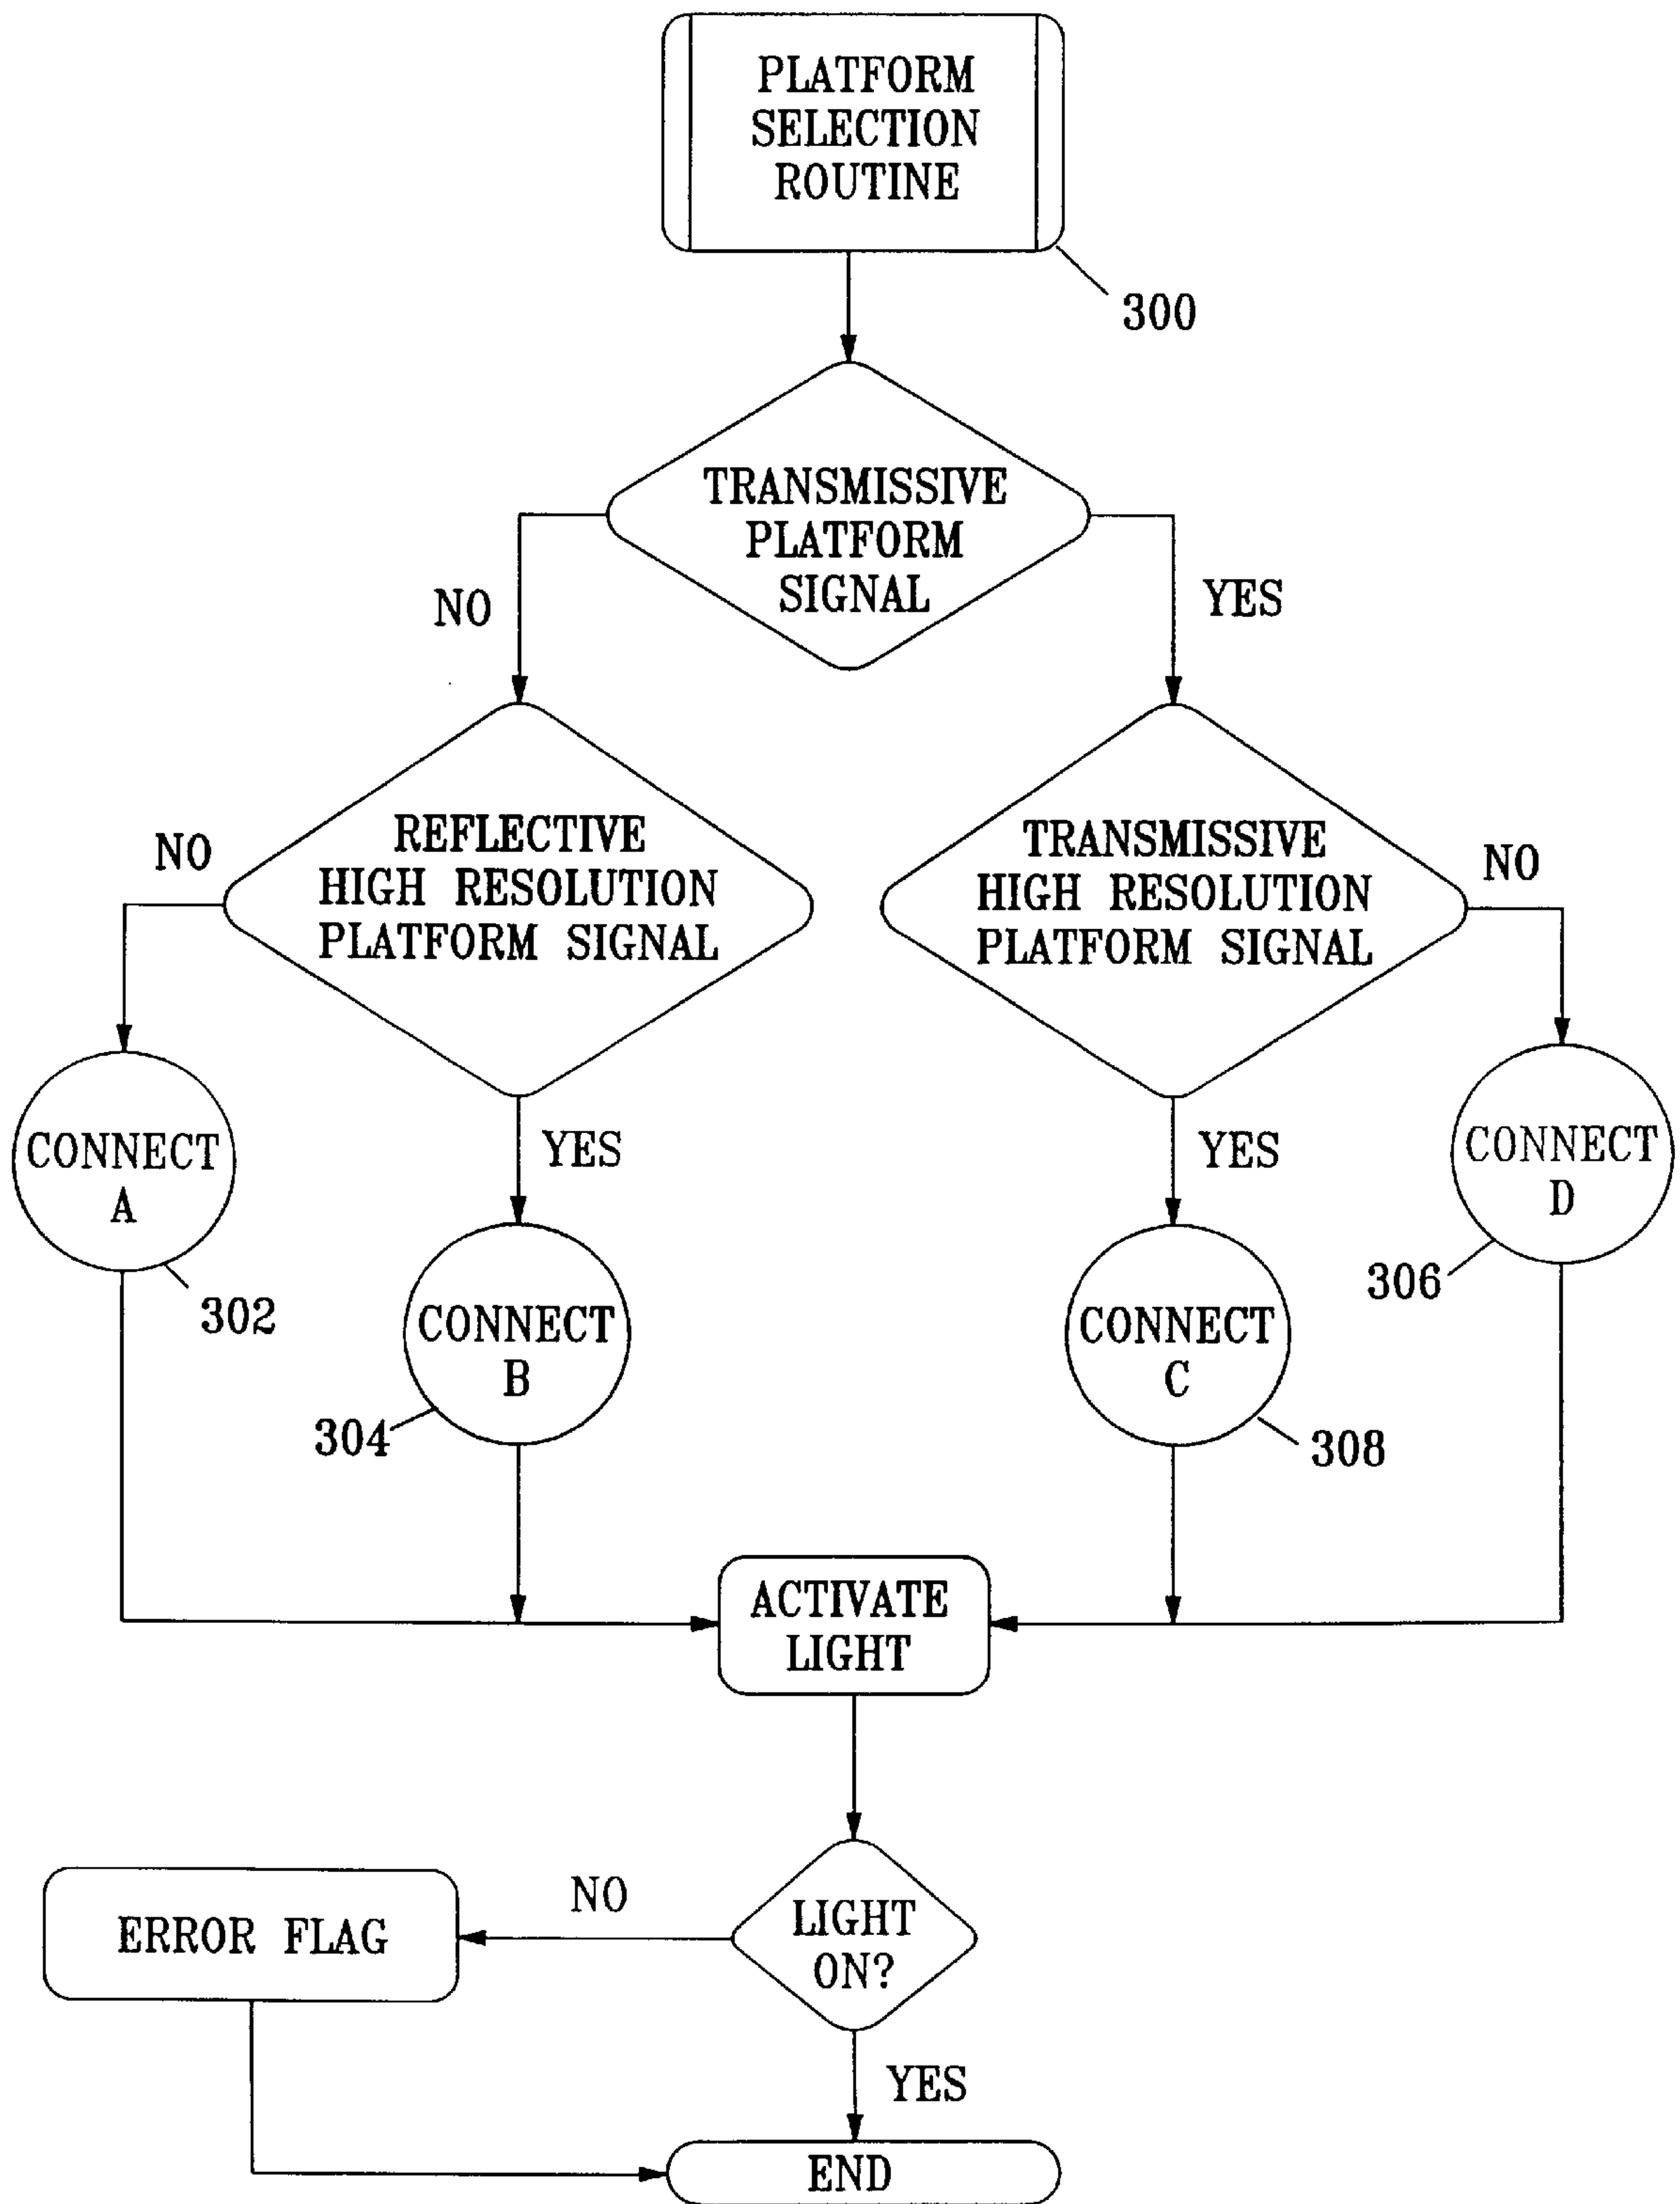 PLATFORM
SELECTION
ROUTINE
300
TRANSMISSIVE
PLATFORM
SIGNAL
NO
YES
REFLECTIVE
HIGH RESOLUTION
PLATFORM SIGNAL
NO
TRANSMISSIVE
HIGH RESOLUTION
PLATFORM SIGNAL
NO
CONNECT
A
302
YES
CONNECT
B
304
YES
CONNECT
C
308
CONNECT
D
306
ACTIVATE
LIGHT
LIGHT
ON?
NO
ERROR FLAG
YES
END